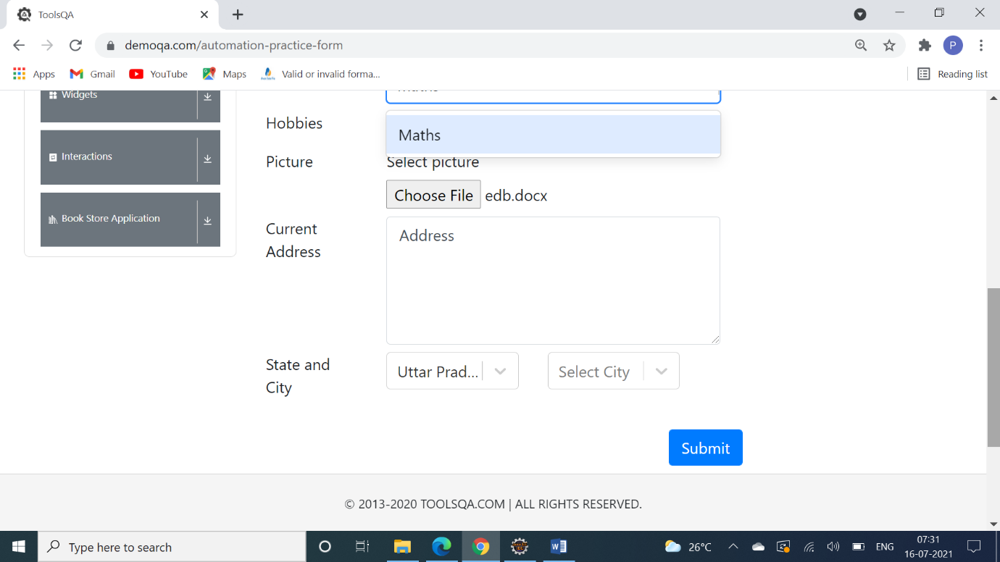 ToolsQA
demoqa.com/automation-practice-form
P
Apps Gmail YouTube Maps Valid or invalid forma... Reading list
Widgets
Hobbies
Maths
Interactions
Picture
Select picture
Choose File edb.docx
Book Store Application
Current
Address
Address
State and
City
Uttar Prad...
Select City
Submit
© 2013-2020 TOOLSQA.COM | ALL RIGHTS RESERVED.
Type here to search
26°C
ENG
07:31
16-07-2021